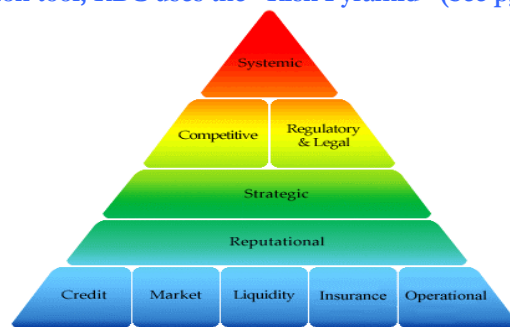 Systemic
Competitive
Regulatory
& Legal
Strategic
Reputational
Credit Market Liquidity Insurance Operational